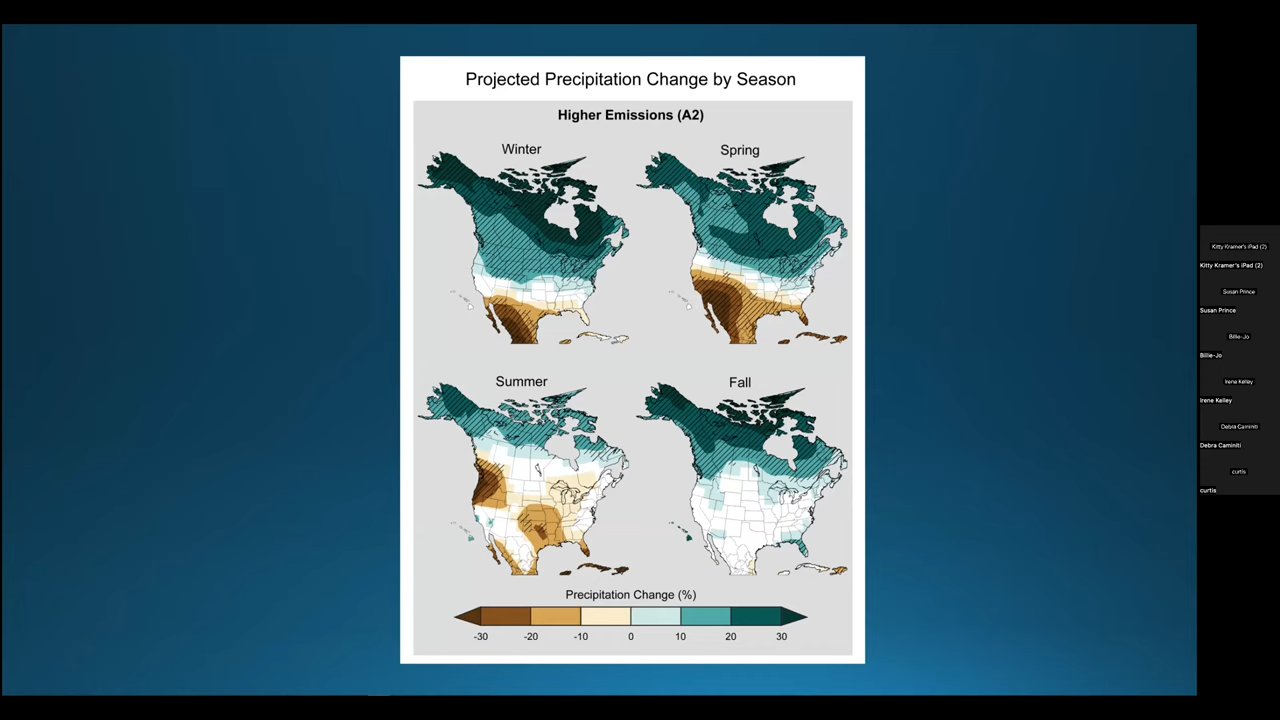 Projected Precipitation Change by Season
Higher Emissions (A2)
Winter
Spring
Summer
Fall
Precipitation Change (%)
-30 -20 -10 0 10 20 30
Kitty Kramer's iPad (2)
Kitty Kramer's iPad (2)
Susan Prince
Susan Prince
Billie-Jo
Billie-Jo
Irene Kelley
Irene Kelley
Debra Caminiti
Debra Caminiti
curtis
curtis